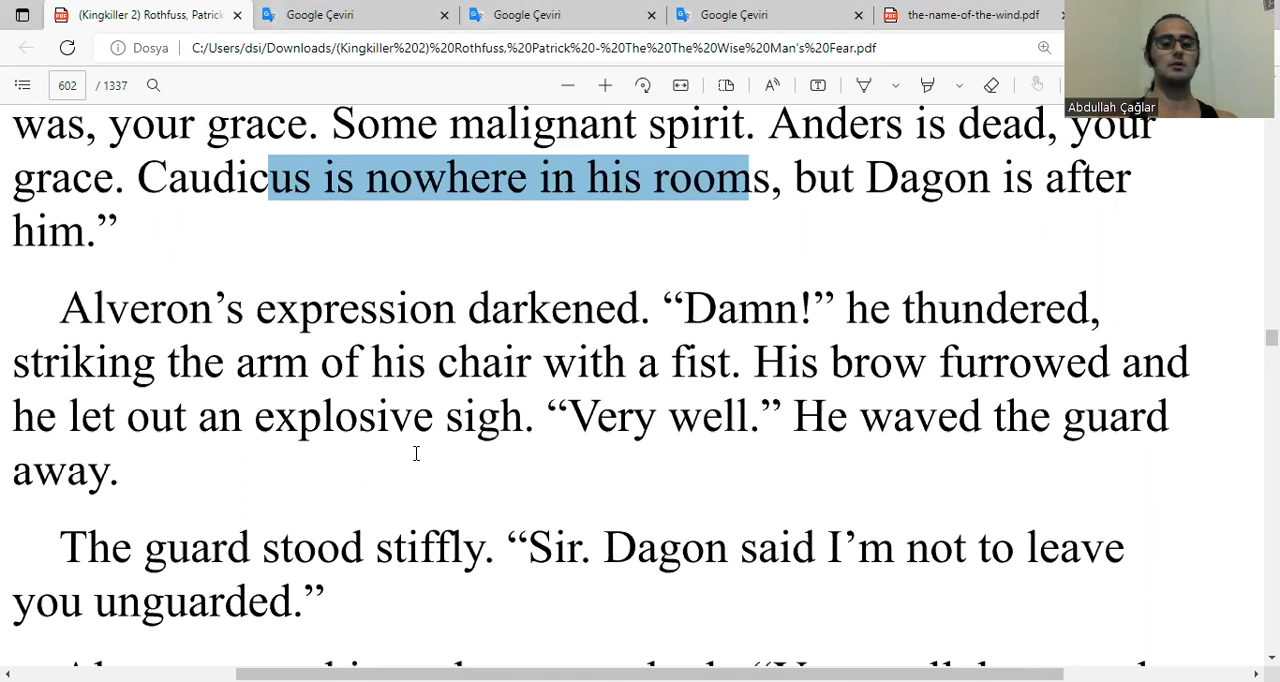 (Kingkiller 2) Rothfuss, Patrick
Google Çeviri
Google Çeviri
Google Çeviri
the-name-of-the-wind.pdf
Dosya
C:/Users/dsi/Downloads/(Kingkiller%202)%20Rothfuss,%20Patrick%20-%20The%20The%20Wise%20Man's%20Fear.pdf
602 / 1337
Abdullah Çağlar
was, your grace. Some malignant spirit. Anders is dead, your
grace. Caudicus is nowhere in his rooms, but Dagon is after
him.”
Alveron’s expression darkened. “Damn!” he thundered,
striking the arm of his chair with a fist. His brow furrowed and
he let out an explosive sigh. “Very well.” He waved the guard
away.
The guard stood stiffly. “Sir. Dagon said I’m not to leave
you unguarded.”